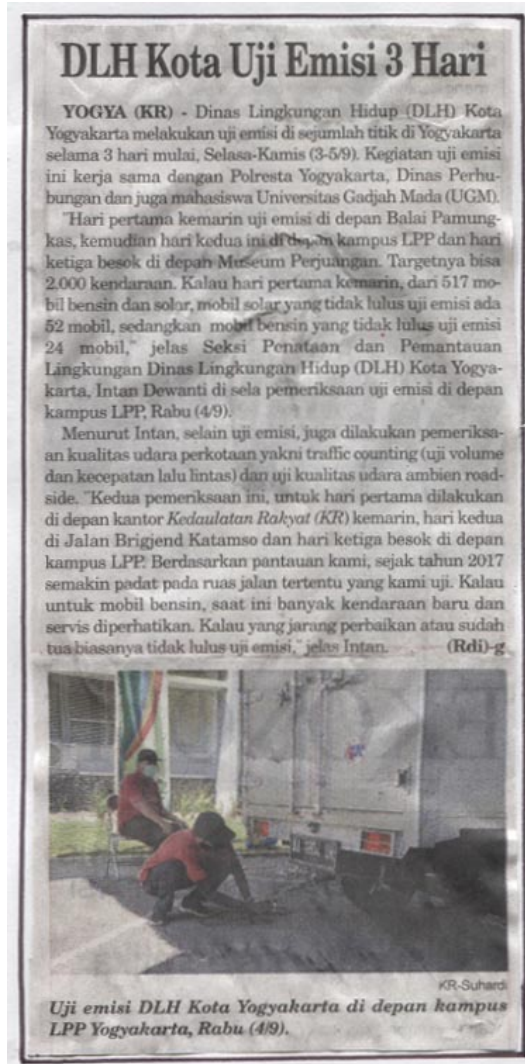 DLH Kota Uji Emisi 3 Hari
YOGYA (KR) - Dinas Lingkungan Hidup (DLH) Kota
Yogyakarta melakukan uji emisi di sejumlah titik di Yogyakarta
selama 3 hari mulai, Selasa-Kamis (3-5/9). Kegiatan uji emisi
ini kerja sama dengan Polresta Yogyakarta, Dinas Perhu-
bungan dan juga mahasiswa Universitas Gadjah Mada (UGM).
"Hari pertama kemarin uji emisi di depan Balai Pamung-
kas, kemudian hari kedua ini di depan kampus LPP dan hari
ketiga besok di depan Museum Perjuangan. Targetnya bisa
2.000 kendaraan. Kalau hari pertama kemarin, dari 517 mo-
bil bensin dan solar, mobil solar yang tidak lulus uji emisi ada
52 mobil, sedangkan mobil bensin yang tidak lulus uji emisi
24 mobil," jelas Seksi Penataan dan Pemantauan
Lingkungan Dinas Lingkungan Hidup (DLH) Kota Yogya-
karta, Intan Dewanti di sela pemeriksaan uji emisi di depan
kampus LPP, Rabu (4/9).
Menurut Intan, selain uji emisi, juga dilakukan pemeriksa-
an kualitas udara perkotaan yakni traffic counting (uji volume
dan kecepatan lalu lintas) dan uji kualitas udara ambien road-
side. "Kedua pemeriksaan ini, untuk hari pertama dilakukan
di depan kantor Kedaulatan Rakyat (KR) kemarin, hari kedua
di Jalan Brigjend Katamso dan hari ketiga besok di depan
kampus LPP. Berdasarkan pantauan kami, sejak tahun 2017
semakin padat pada ruas jalan tertentu yang kami uji. Kalau
untuk mobil bensin, saat ini banyak kendaraan baru dan
servis diperhatikan. Kalau yang jarang perbaikan atau sudah
tua biasanya tidak lulus uji emisi," jelas Intan. (Rdi)-g
KR-Suhardi
Uji emisi DLH Kota Yogyakarta di depan kampus
LPP Yogyakarta, Rabu (4/9).